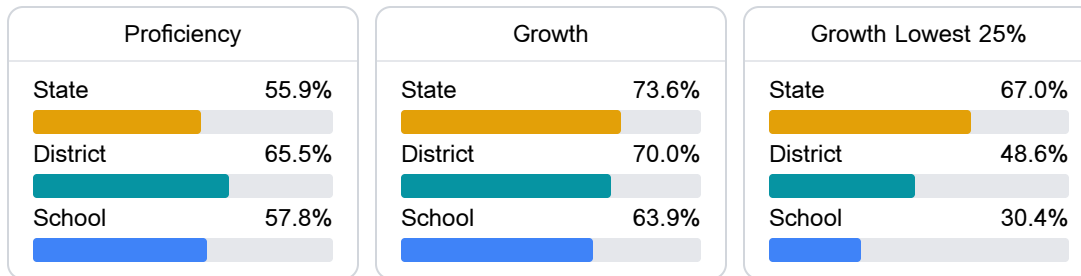 Proficiency
State 55.9%
District 65.5%
School 57.8%
Growth
State 73.6%
District 70.0%
School 63.9%
Growth Lowest 25%
State 67.0%
District 48.6%
School 30.4%